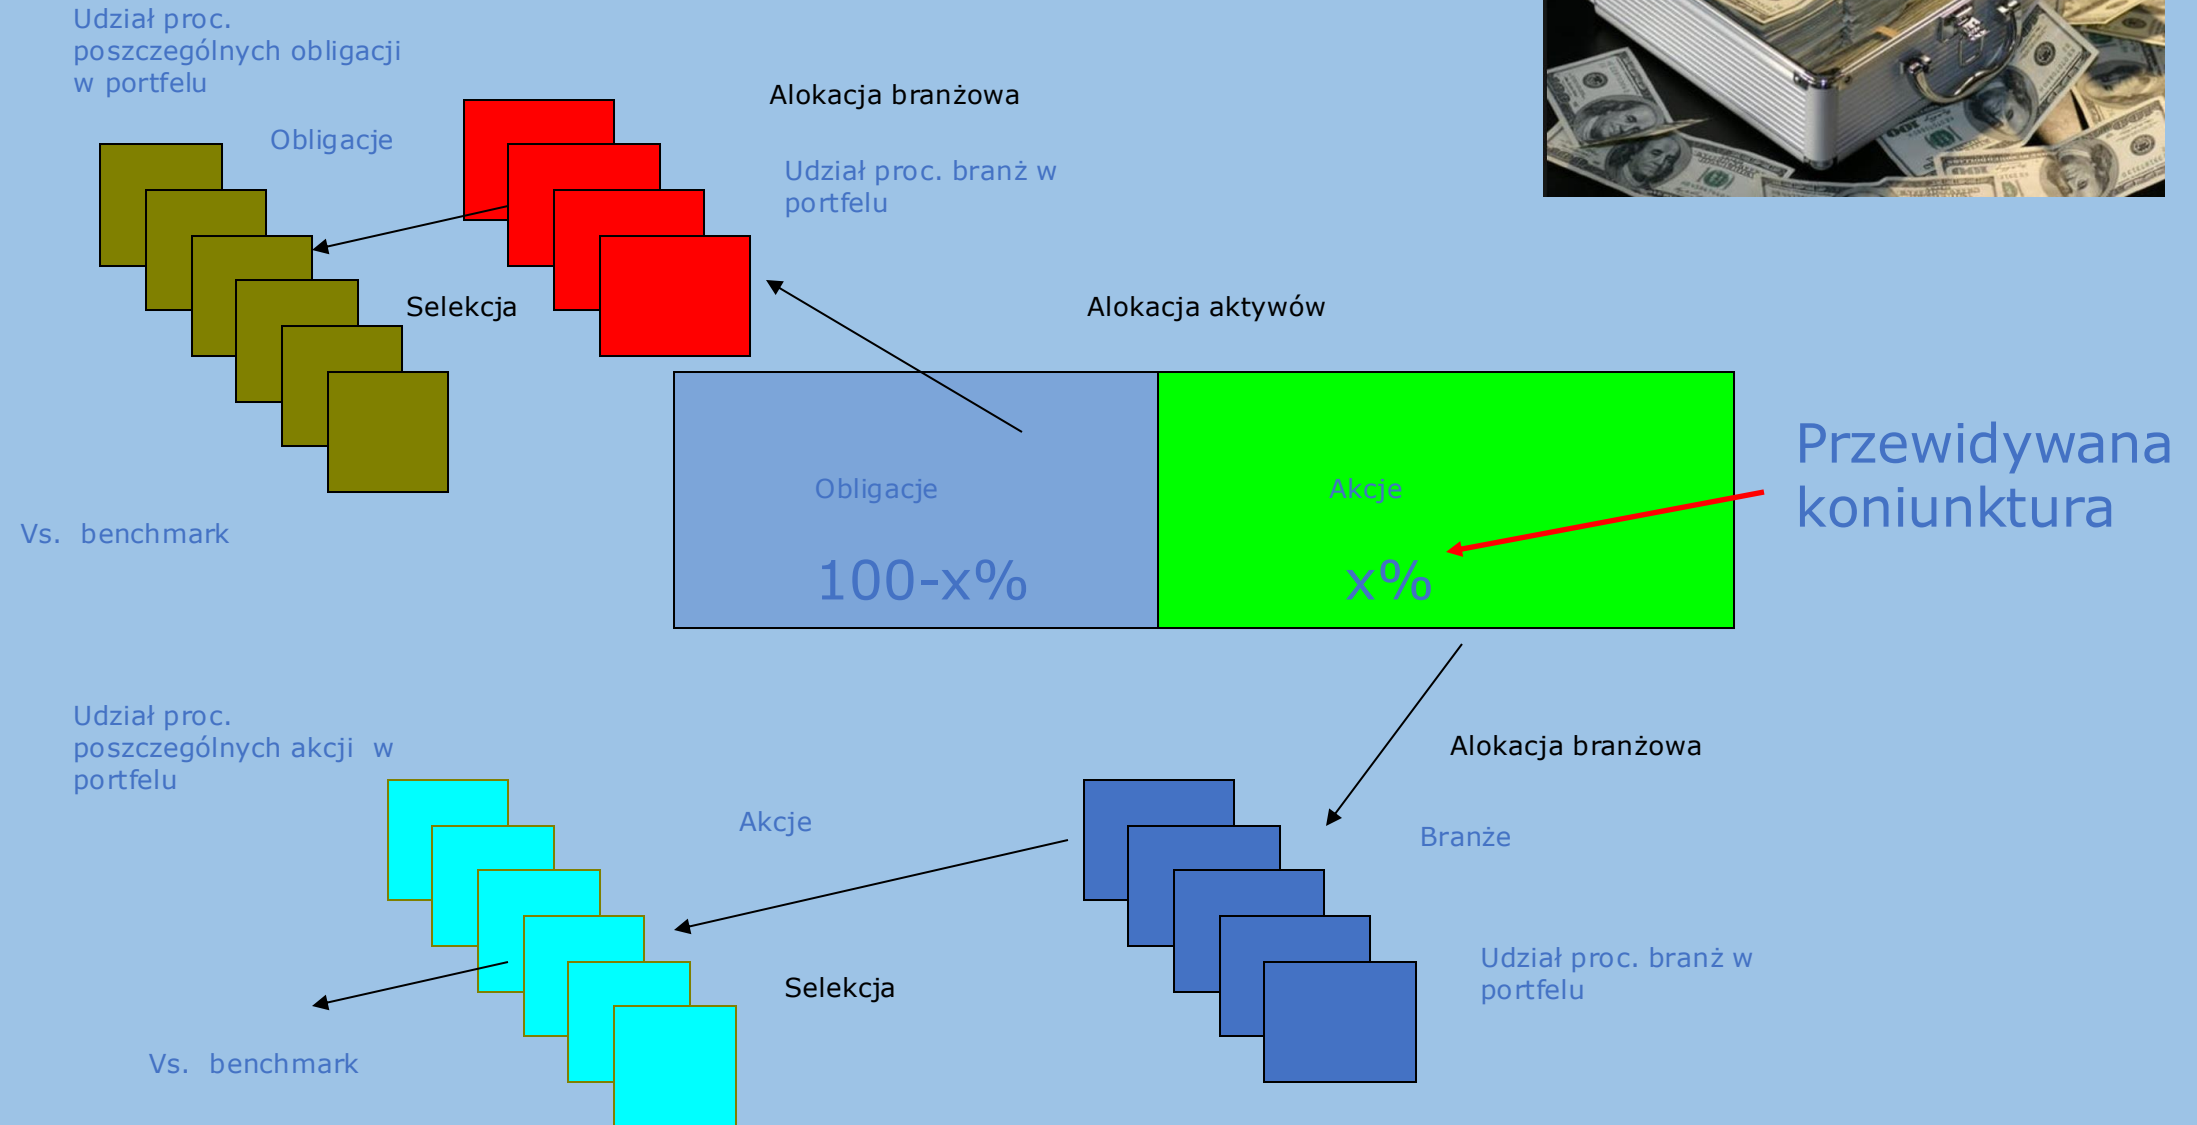 Udział proc.
poszczególnych obligacji
w portfelu
Obligacje
Alokacja branżowa
Udział proc. branż w
portfelu
Selekcja
Alokacja aktywów
Vs. benchmark
Obligacje
100-x%
Akcje
x%
Przewidywana
koniunktura
Udział proc.
poszczególnych akcji w
portfelu
Akcje
Selekcja
Vs. benchmark
Alokacja branżowa
Branże
Udział proc. branż w
portfelu
100